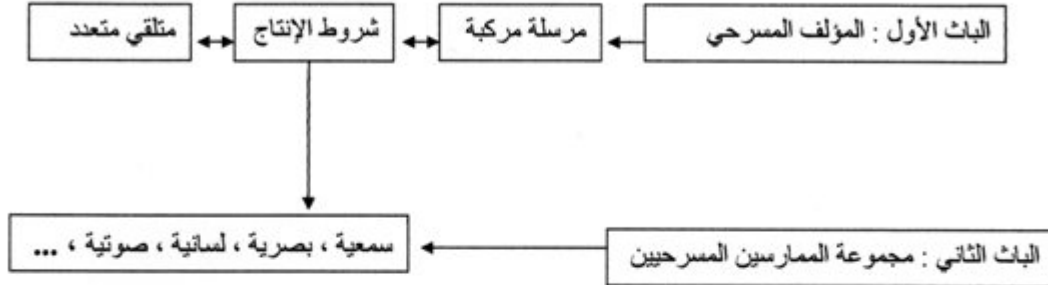 الباث الأول : المؤلف المسرحي
مرسلة مركبة
شروط الإنتاج
متلقي متعدد
سمعية ، بصرية ، لسانية ، صوتية ، ...
الباث الثاني : مجموعة الممارسين المسرحيين